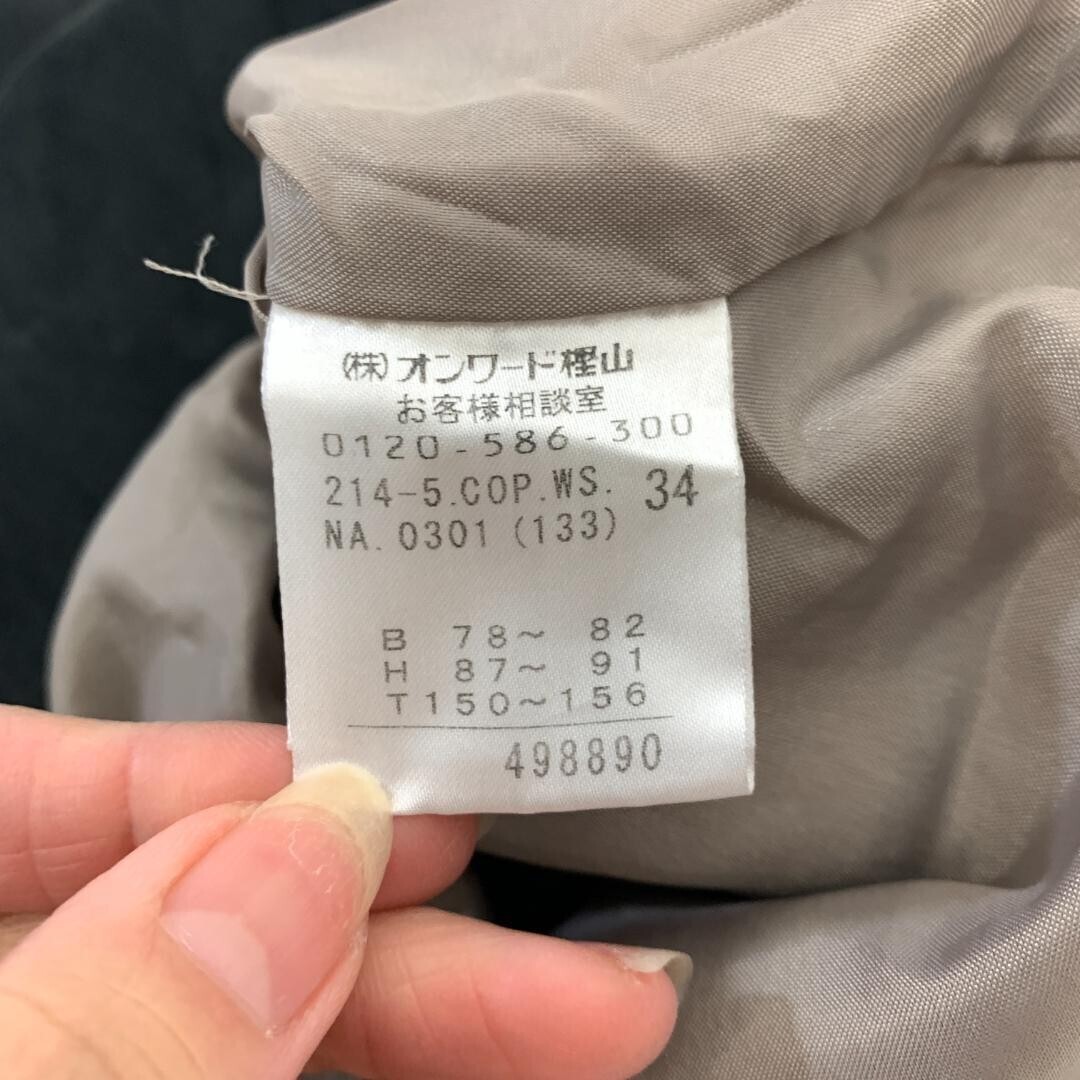 (株)オンワード樫山
お客様相談室
0120-586-300
214-5.COP.WS. 34
NA. 0301 (133)
B 78～ 82
H 87～ 91
T150～156
498890